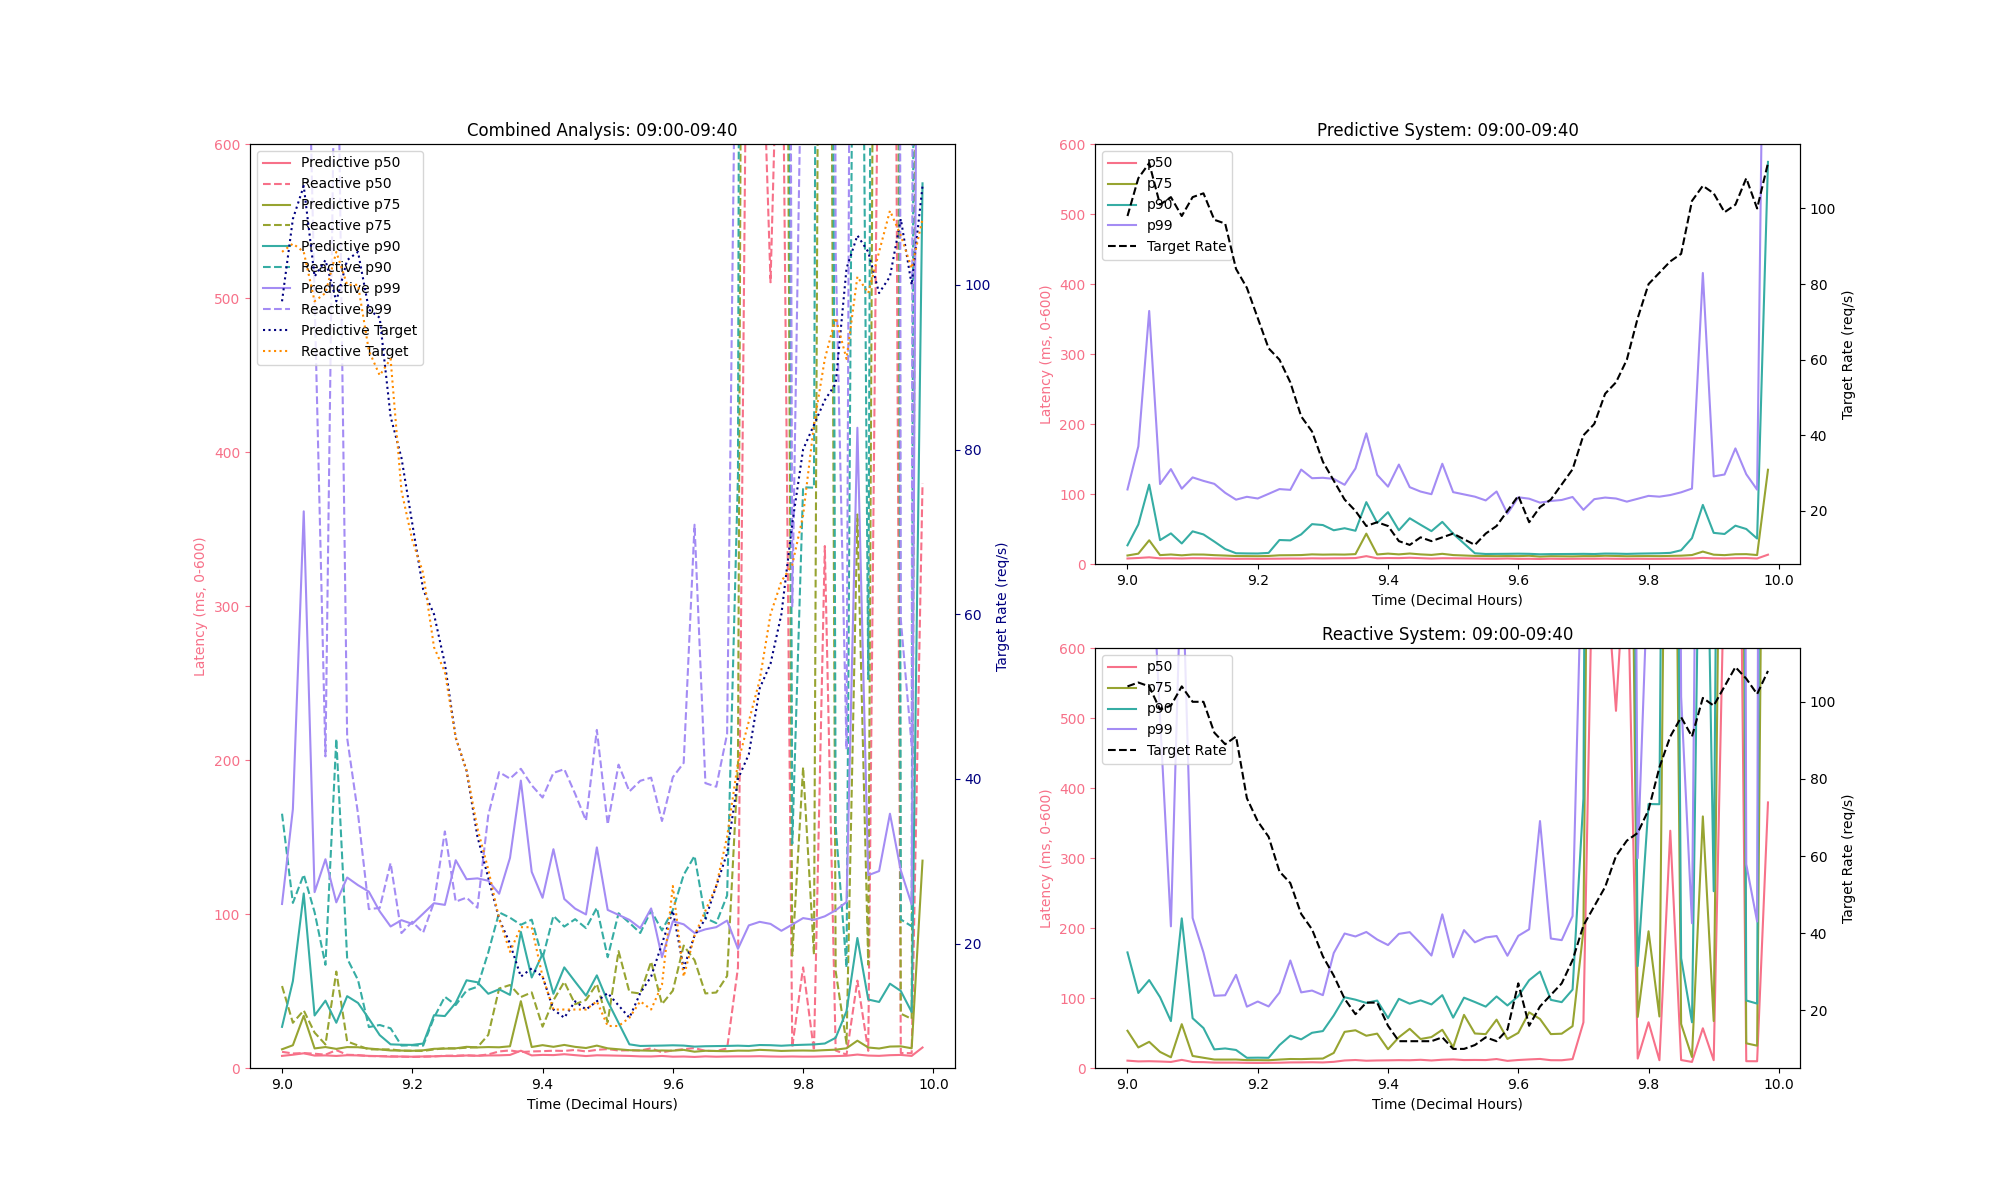 Combined Analysis: 09:00-09:40
600
500
400
300
200
100
0
Latency (ms, 0-600)
Predictive p50
Reactive p50
Predictive p75
Reactive p75
Predictive p90
Reactive p90
Predictive p99
Reactive p99
Predictive Target
Reactive Target
100
80
60
40
20
Target Rate (req/s)
9.0 9.2 9.4 9.6 9.8 10.0
Time (Decimal Hours)
Predictive System: 09:00-09:40
600
500
400
300
200
100
0
Latency (ms, 0-600)
p50
p75
p90
p99
Target Rate
100
80
60
40
20
Target Rate (req/s)
9.0 9.2 9.4 9.6 9.8 10.0
Time (Decimal Hours)
Reactive System: 09:00-09:40
600
500
400
300
200
100
0
Latency (ms, 0-600)
p50
p75
p90
p99
Target Rate
100
80
60
40
20
Target Rate (req/s)
9.0 9.2 9.4 9.6 9.8 10.0
Time (Decimal Hours)